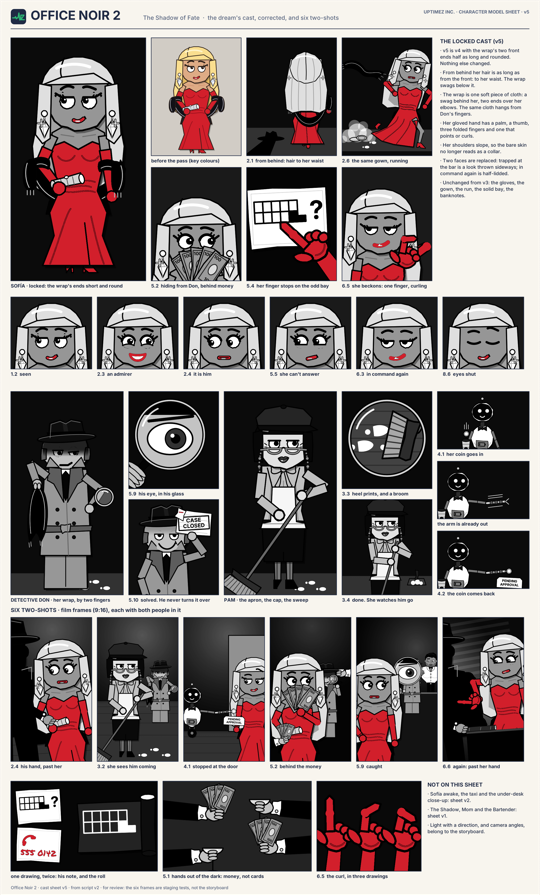 OFFICE NOIR 2
The Shadow of Fate · the dream's cast, corrected, and six two-shots
UPTIMEZ INC. · CHARACTER MODEL SHEET · v5
THE LOCKED CAST (v5)
· v5 is v4 with the wrap's two front
ends half as long and rounded.
Nothing else changed.
· From behind her hair is as long as
from the front: to her waist. The wrap
swags below it.
· The wrap is one soft piece of cloth: a
swag behind her, two ends over her
elbows. The same cloth hangs from
Don's fingers.
· Her gloved hand has a palm, a thumb,
three folded fingers and one that
points or curls.
· Her shoulders slope, so the bare skin
no longer reads as a collar.
· Two faces are replaced: trapped at
the bar is a look thrown sideways; in
command again is half-lidded.
· Unchanged from v3: the gloves, the
gown, the run, the solid bay, the
banknotes.
before the pass (key colours)
2.1 from behind: hair to her waist
2.6 the same gown, running
?
SOFÍA · locked: the wrap's ends short and round
5.2 hiding from Don, behind money
5.4 her finger stops on the odd bay
6.5 she beckons: one finger, curling
1.2 seen
2.3 an admirer
2.4 it is him
5.5 she can't answer
6.3 in command again
8.6 eyes shut
4.1 her coin goes in
5.9 his eye, in his glass
3.3 heel prints, and a broom
CASE
CLOSED
the arm is already out
PENDING
APPROVAL
DETECTIVE DON · her wrap, by two fingers
5.10 solved. He never turns it over
PAM · the apron, the cap, the sweep
3.4 done. She watches him go
4.2 the coin comes back
SIX TWO-SHOTS · film frames (9:16), each with both people in it
PENDING
APPROVAL
2.4 his hand, past her
3.2 she sees him coming
4.1 stopped at the door
5.2 behind the money
5.9 caught
6.6 again: past her hand
?
555 0142
NOT ON THIS SHEET
· Sofía awake, the taxi and the under-desk
close-up: sheet v2.
· The Shadow, Mom and the Bartender:
sheet v1.
· Light with a direction, and camera angles,
belong to the storyboard.
one drawing, twice: his note, and the roll
5.1 hands out of the dark: money, not cards
6.5 the curl, in three drawings
Office Noir 2 · cast sheet v5 · from script v2 · for review: the six frames are staging tests, not the storyboard